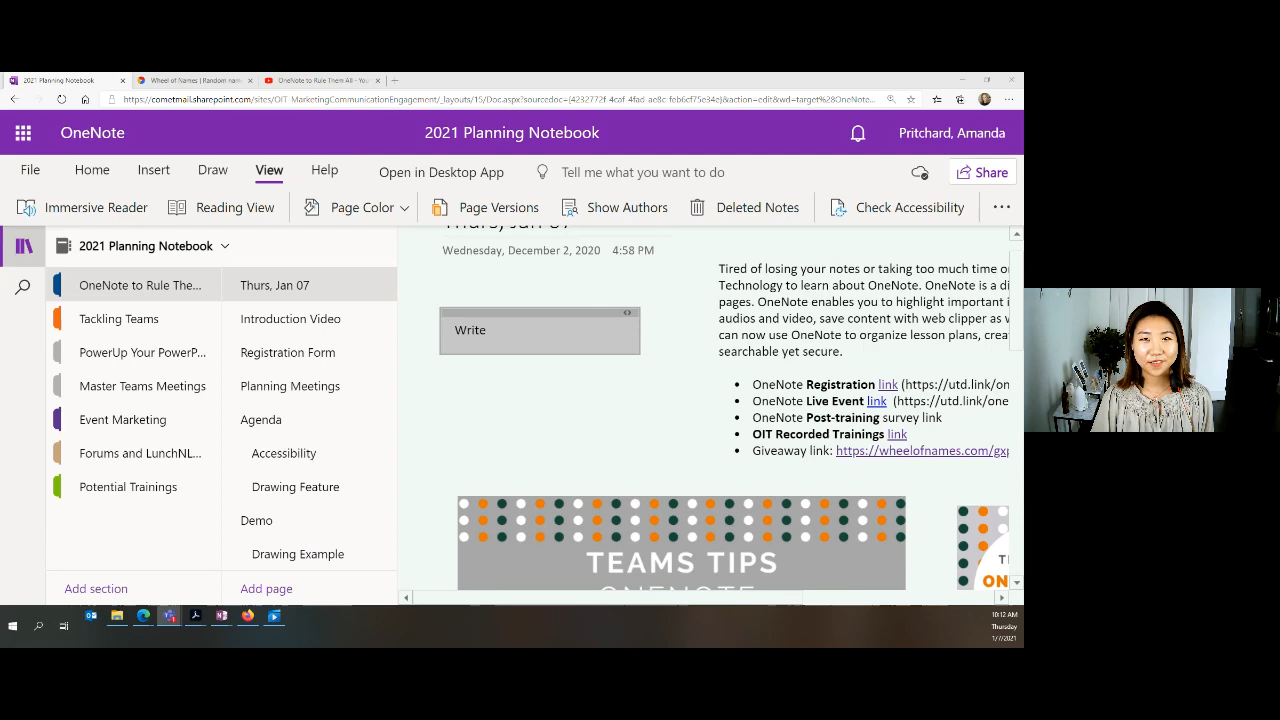 2021 Planning Notebook
Wheel of Names | Random nam
OneNote to Rule Them All - You
OneNote
2021 Planning Notebook
Pritchard, Amanda
File Home Insert Draw View Help Open in Desktop App Tell me what you want to do Share
Immersive Reader Reading View Page Color Page Versions Show Authors Deleted Notes Check Accessibility ...
2021 Planning Notebook
OneNote to Rule The...
Tackling Teams
PowerUp Your PowerP...
Master Teams Meetings
Event Marketing
Forums and LunchNL...
Potential Trainings
Add section
Thurs, Jan 07
Introduction Video
Registration Form
Planning Meetings
Agenda
Accessibility
Drawing Feature
Demo
Drawing Example
Add page
Thurs, Jan 07
Wednesday, December 2, 2020 4:58 PM
Write
Tired of losing your notes or taking too much time o
Technology to learn about OneNote. OneNote is a di
pages. OneNote enables you to highlight important i
audios and video, save content with web clipper as v
can now use OneNote to organize lesson plans, crea
searchable yet secure.
• OneNote Registration link (https://utd.link/on
• OneNote Live Event link (https://utd.link/one
• OneNote Post-training survey link
• OIT Recorded Trainings link
• Giveaway link: https://wheelofnames.com/gxp
TEAMS TIPS
ONENOTE
TE
ON
10:12 AM
Thursday
1/7/2021